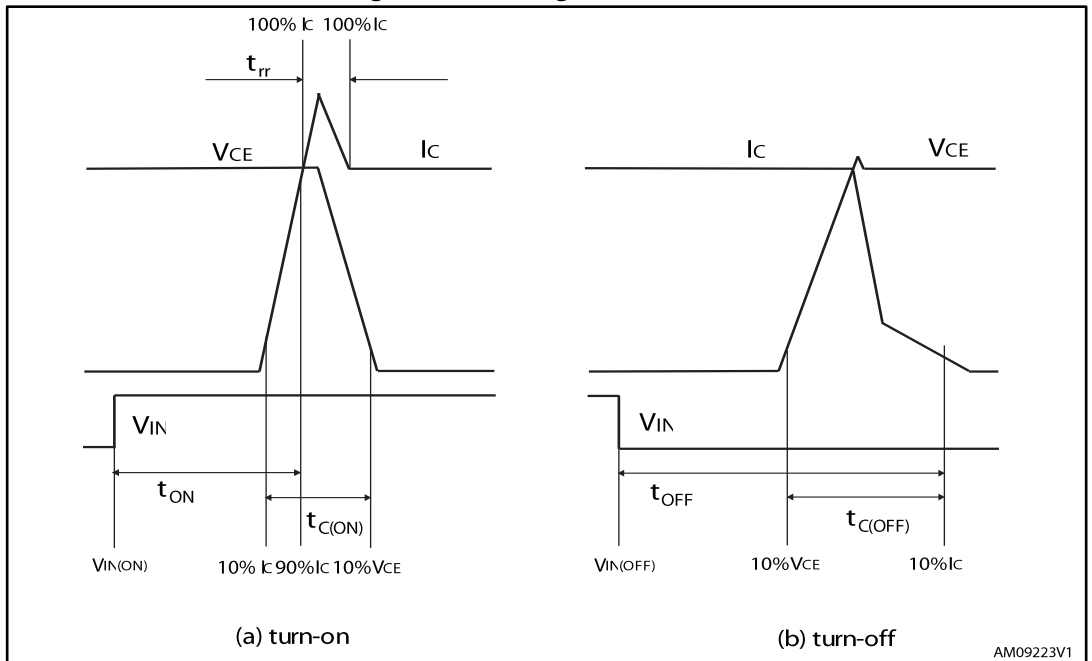 100% IC 100% IC
trr
VCE
IC
IC
VCE
VIN
VIN
tON
tC(ON)
tOFF
tC(OFF)
VIN(ON)
10% IC 90% IC 10% VCE
VIN(OFF)
10% VCE
10% IC
(a) turn-on
(b) turn-off
AM09223V1